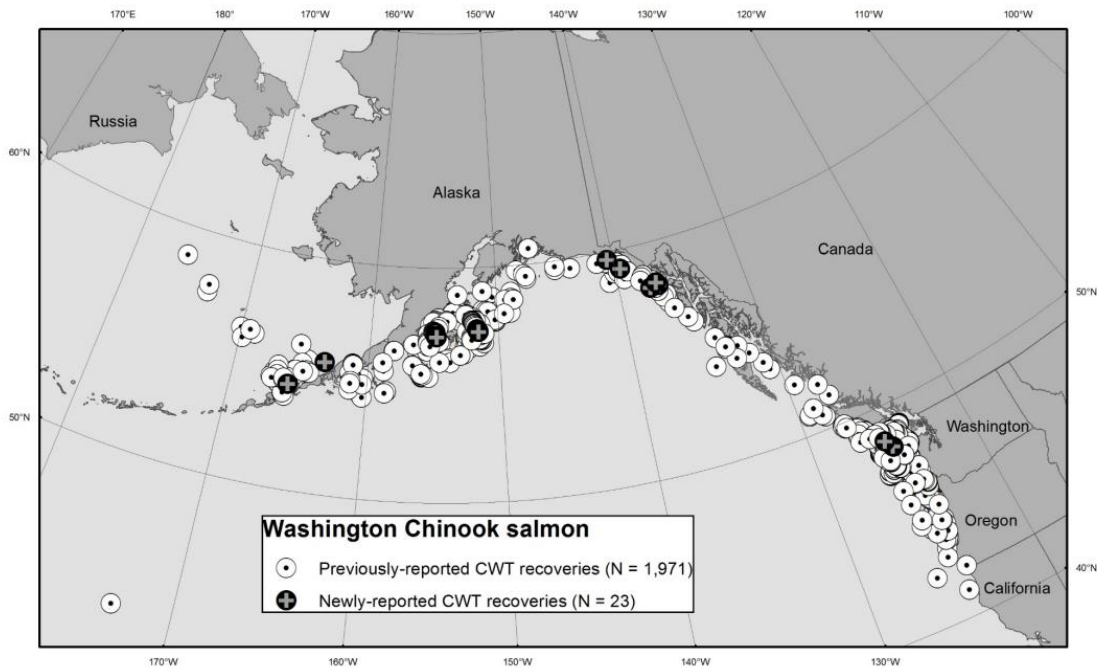 170°E 180° 170°W 160°W 150°W 140°W 130°W 120°W 110°W 100°W
Russia
60°N
Alaska
Canada
50°N
Washington
50°N
Oregon
Washington Chinook salmon
Previously-reported CWT recoveries (N = 1,971)
Newly-reported CWT recoveries (N = 23)
40°N
California
170°W 160°W 150°W 140°W 130°W